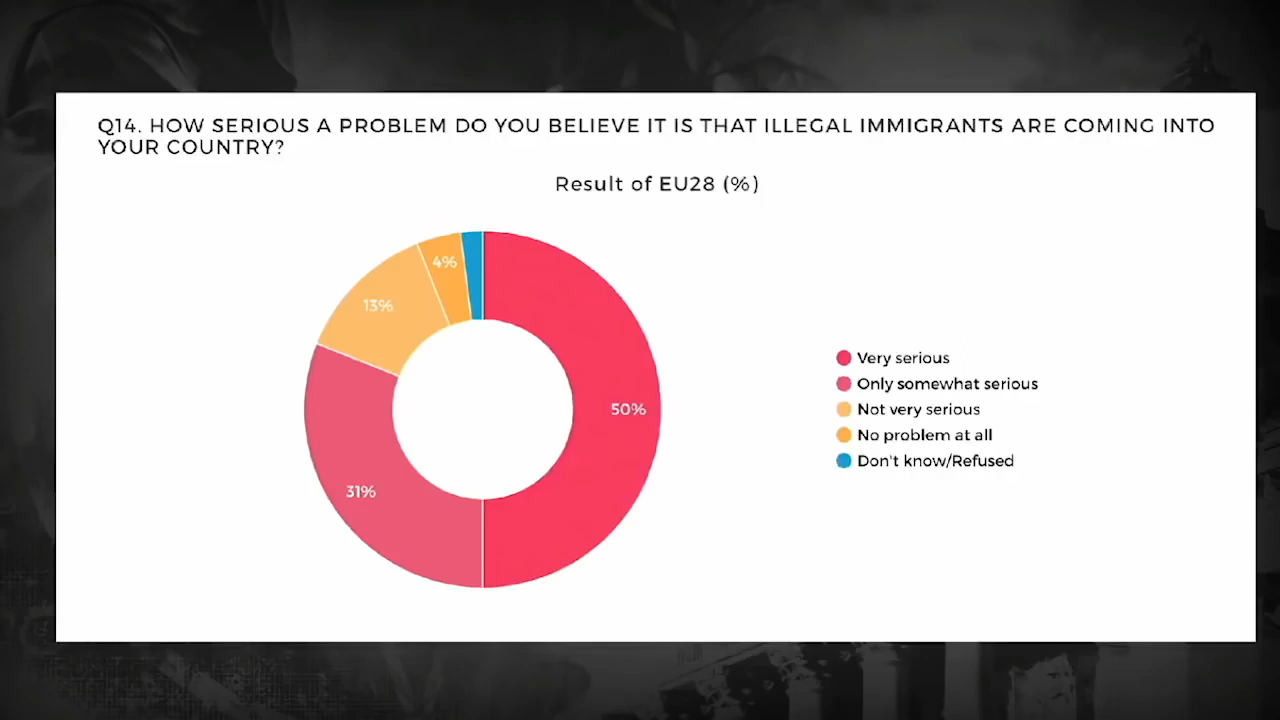 Q14. HOW SERIOUS A PROBLEM DO YOU BELIEVE IT IS THAT ILLEGAL IMMIGRANTS ARE COMING INTO
YOUR COUNTRY?
Result of EU28 (%)
4%
13%
50%
31%
Very serious
Only somewhat serious
Not very serious
No problem at all
Don't know/Refused